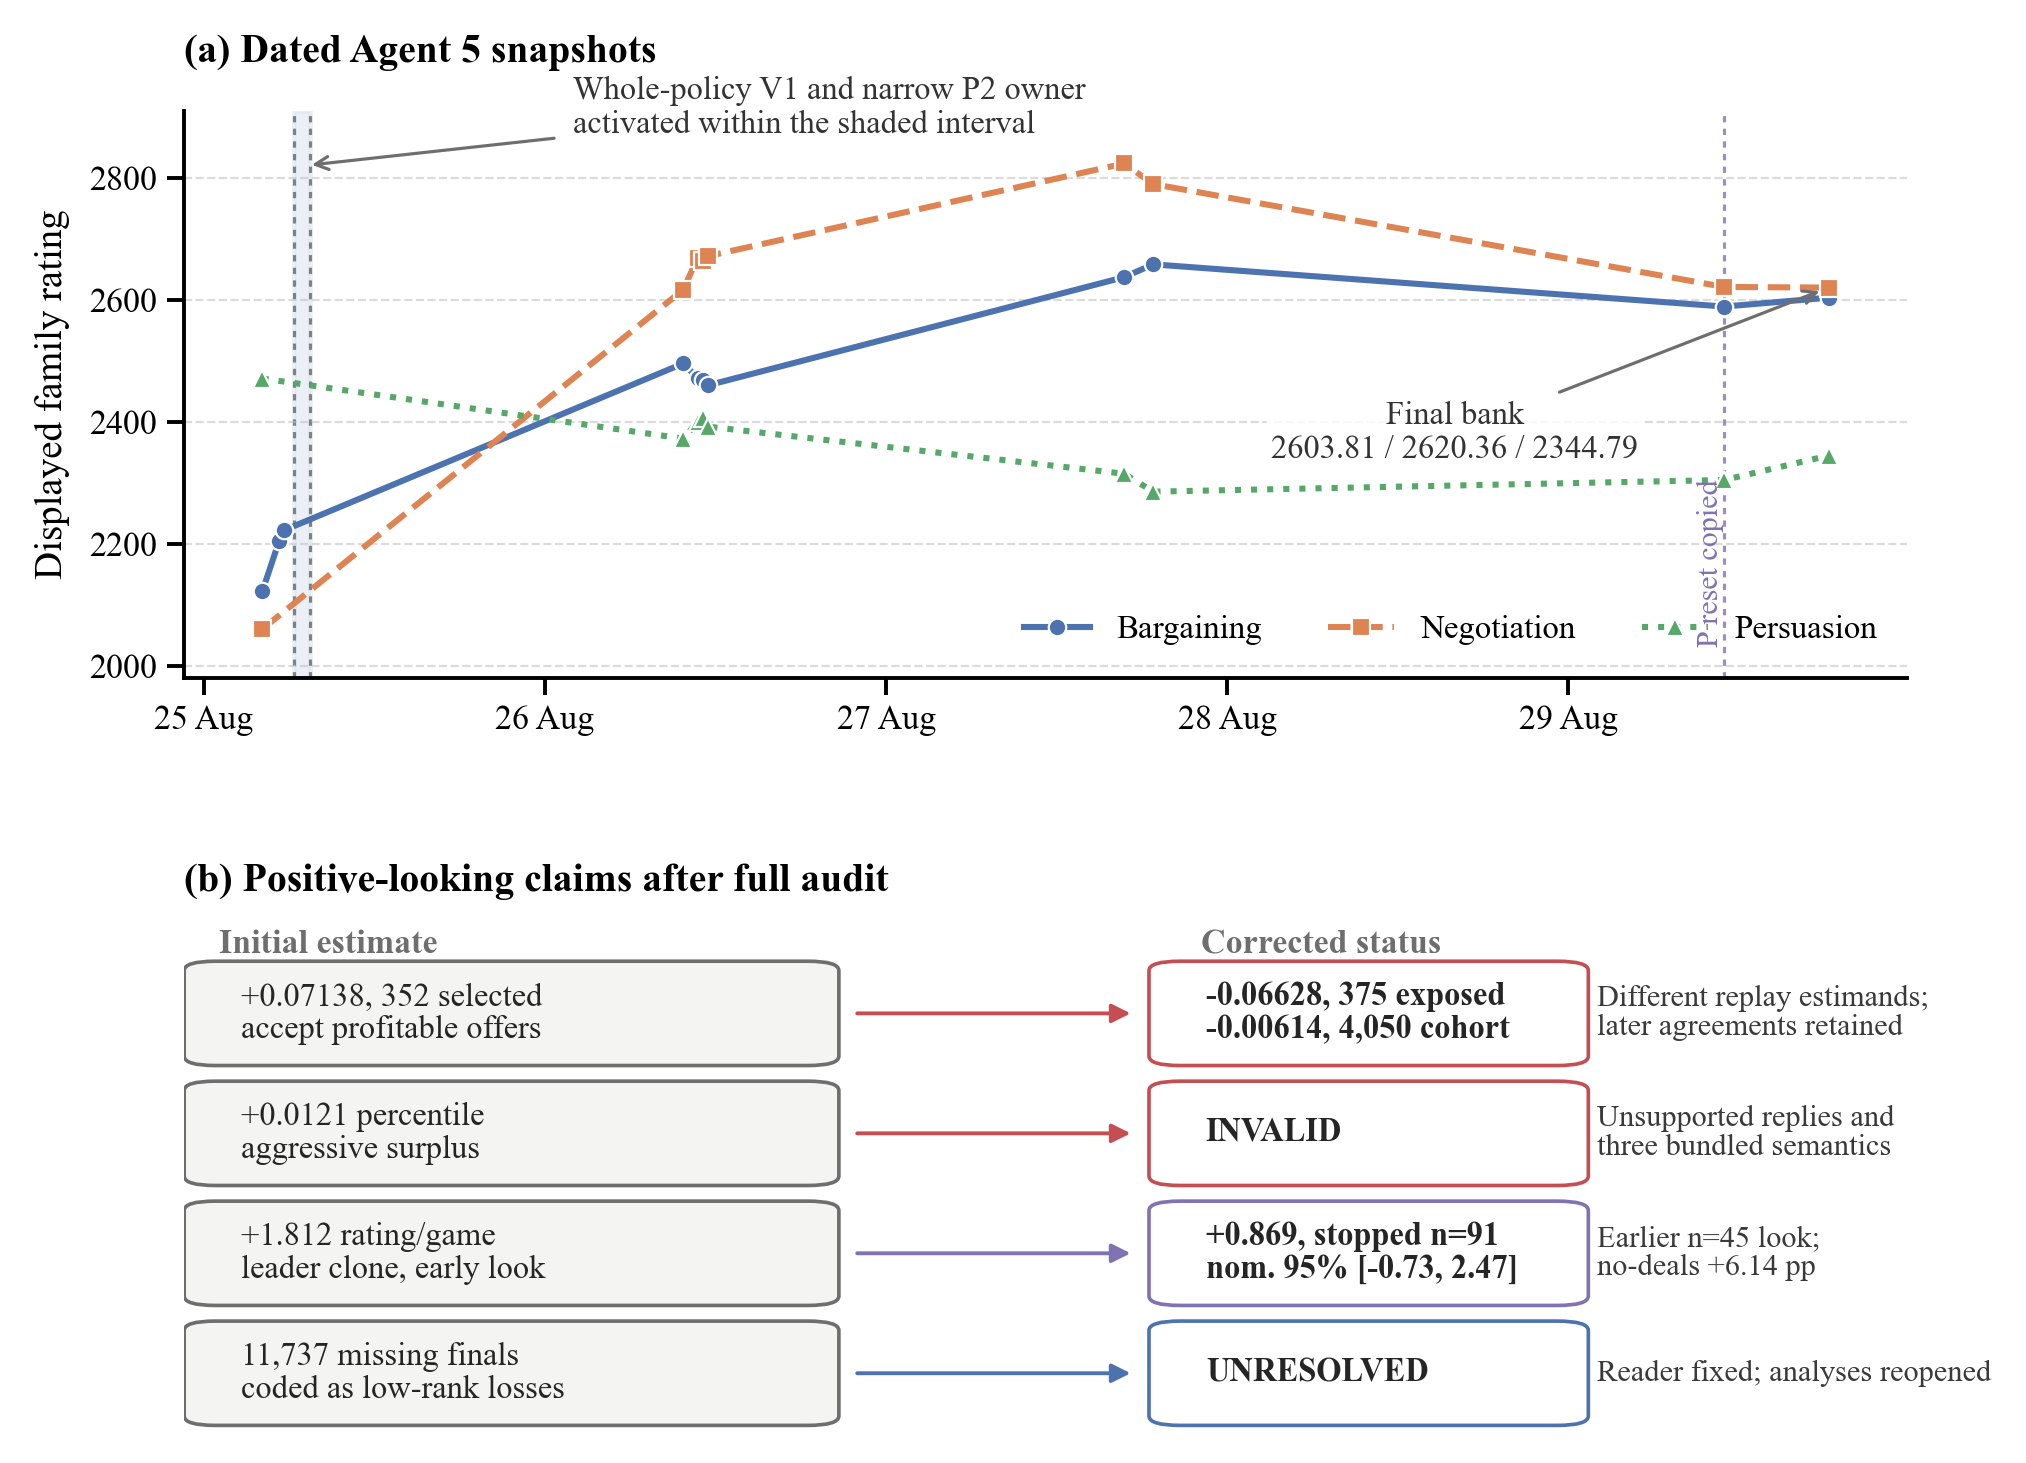 (a) Dated Agent 5 snapshots
Whole-policy V1 and narrow P2 owner
activated within the shaded interval
Displayed family rating
2800
2600
2400
2200
2000
Final bank
2603.81 / 2620.36 / 2344.79
P reset copied
Bargaining
Negotiation
Persuasion
25 Aug
26 Aug
27 Aug
28 Aug
29 Aug
(b) Positive-looking claims after full audit
Initial estimate
Corrected status
+0.07138, 352 selected
accept profitable offers
-0.06628, 375 exposed
-0.00614, 4,050 cohort
Different replay estimands;
later agreements retained
+0.0121 percentile
aggressive surplus
INVALID
Unsupported replies and
three bundled semantics
+1.812 rating/game
leader clone, early look
+0.869, stopped n=91
nom. 95% [-0.73, 2.47]
Earlier n=45 look;
no-deals +6.14 pp
11,737 missing finals
coded as low-rank losses
UNRESOLVED
Reader fixed; analyses reopened